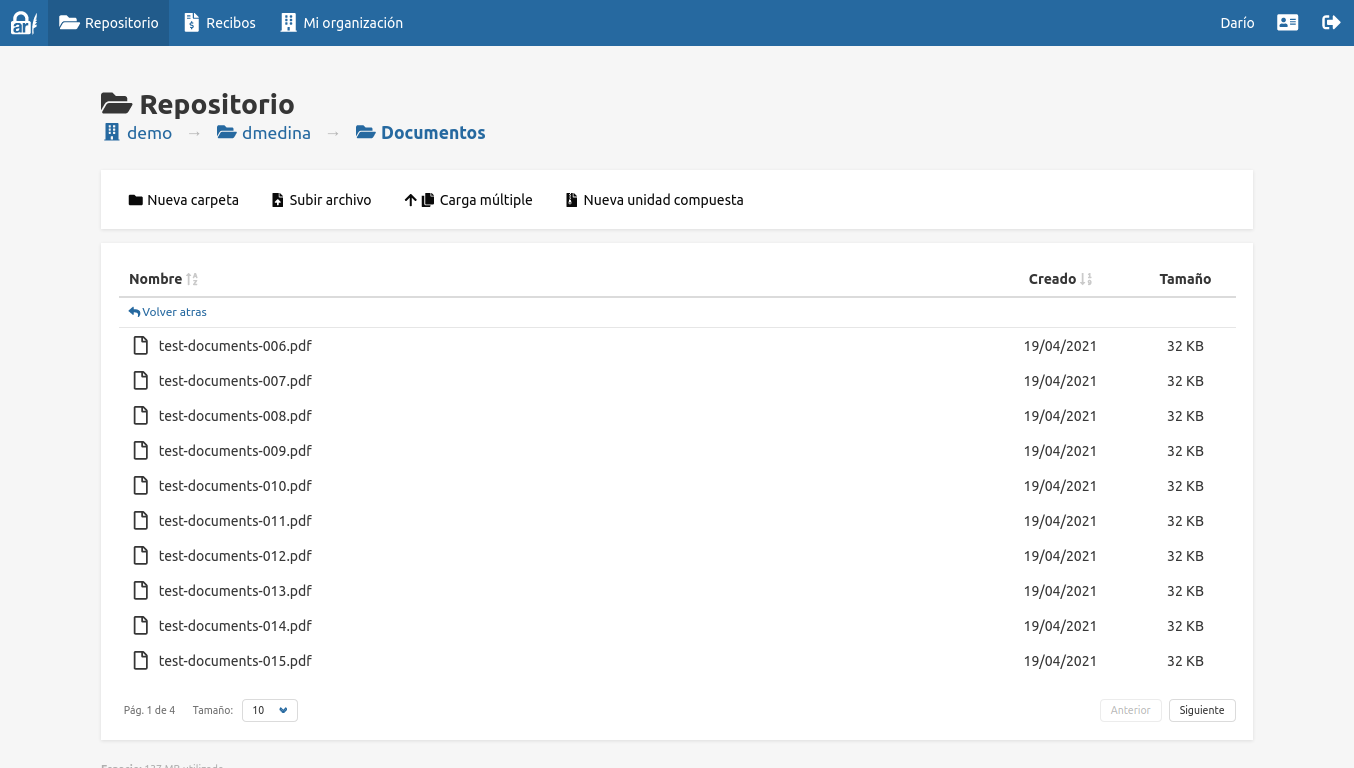 ar Repositorio Recibos Mi organización Darío
Repositorio
demo → dmedina → Documentos
Nueva carpeta Subir archivo Carga múltiple Nueva unidad compuesta
Nombre Creado Tamaño
Volver atras
test-documents-006.pdf 19/04/2021 32 KB
test-documents-007.pdf 19/04/2021 32 KB
test-documents-008.pdf 19/04/2021 32 KB
test-documents-009.pdf 19/04/2021 32 KB
test-documents-010.pdf 19/04/2021 32 KB
test-documents-011.pdf 19/04/2021 32 KB
test-documents-012.pdf 19/04/2021 32 KB
test-documents-013.pdf 19/04/2021 32 KB
test-documents-014.pdf 19/04/2021 32 KB
test-documents-015.pdf 19/04/2021 32 KB
Pág. 1 de 4 Tamaño: 10 Anterior Siguiente